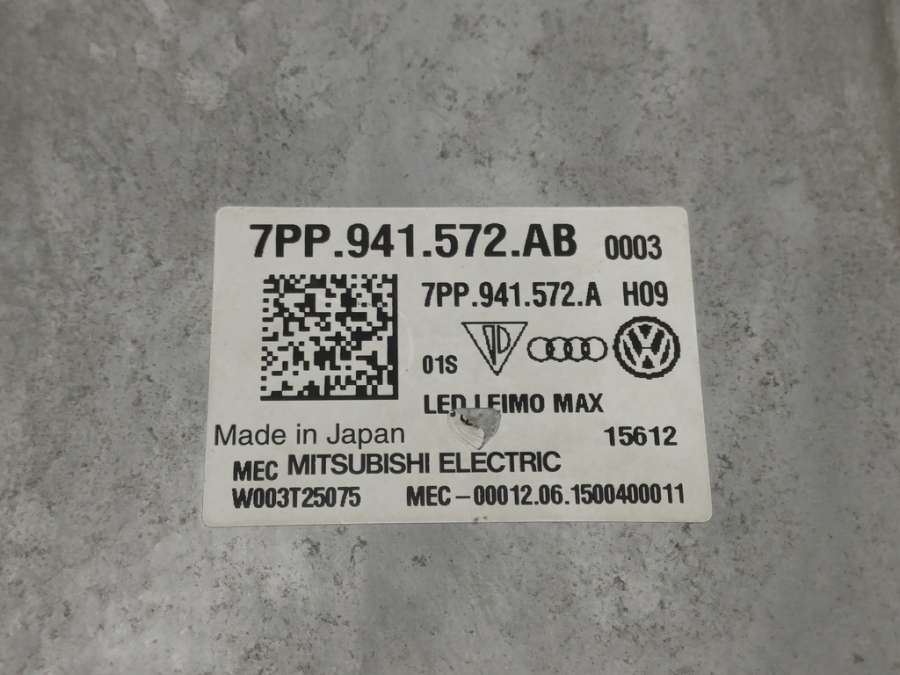 7PP.941.572.AB 0003
7PP.941.572.A H09
01S
LED LEIMO MAX
Made in Japan 15612
MEC MITSUBISHI ELECTRIC
W003T25075 MEC-00012.06.1500400011